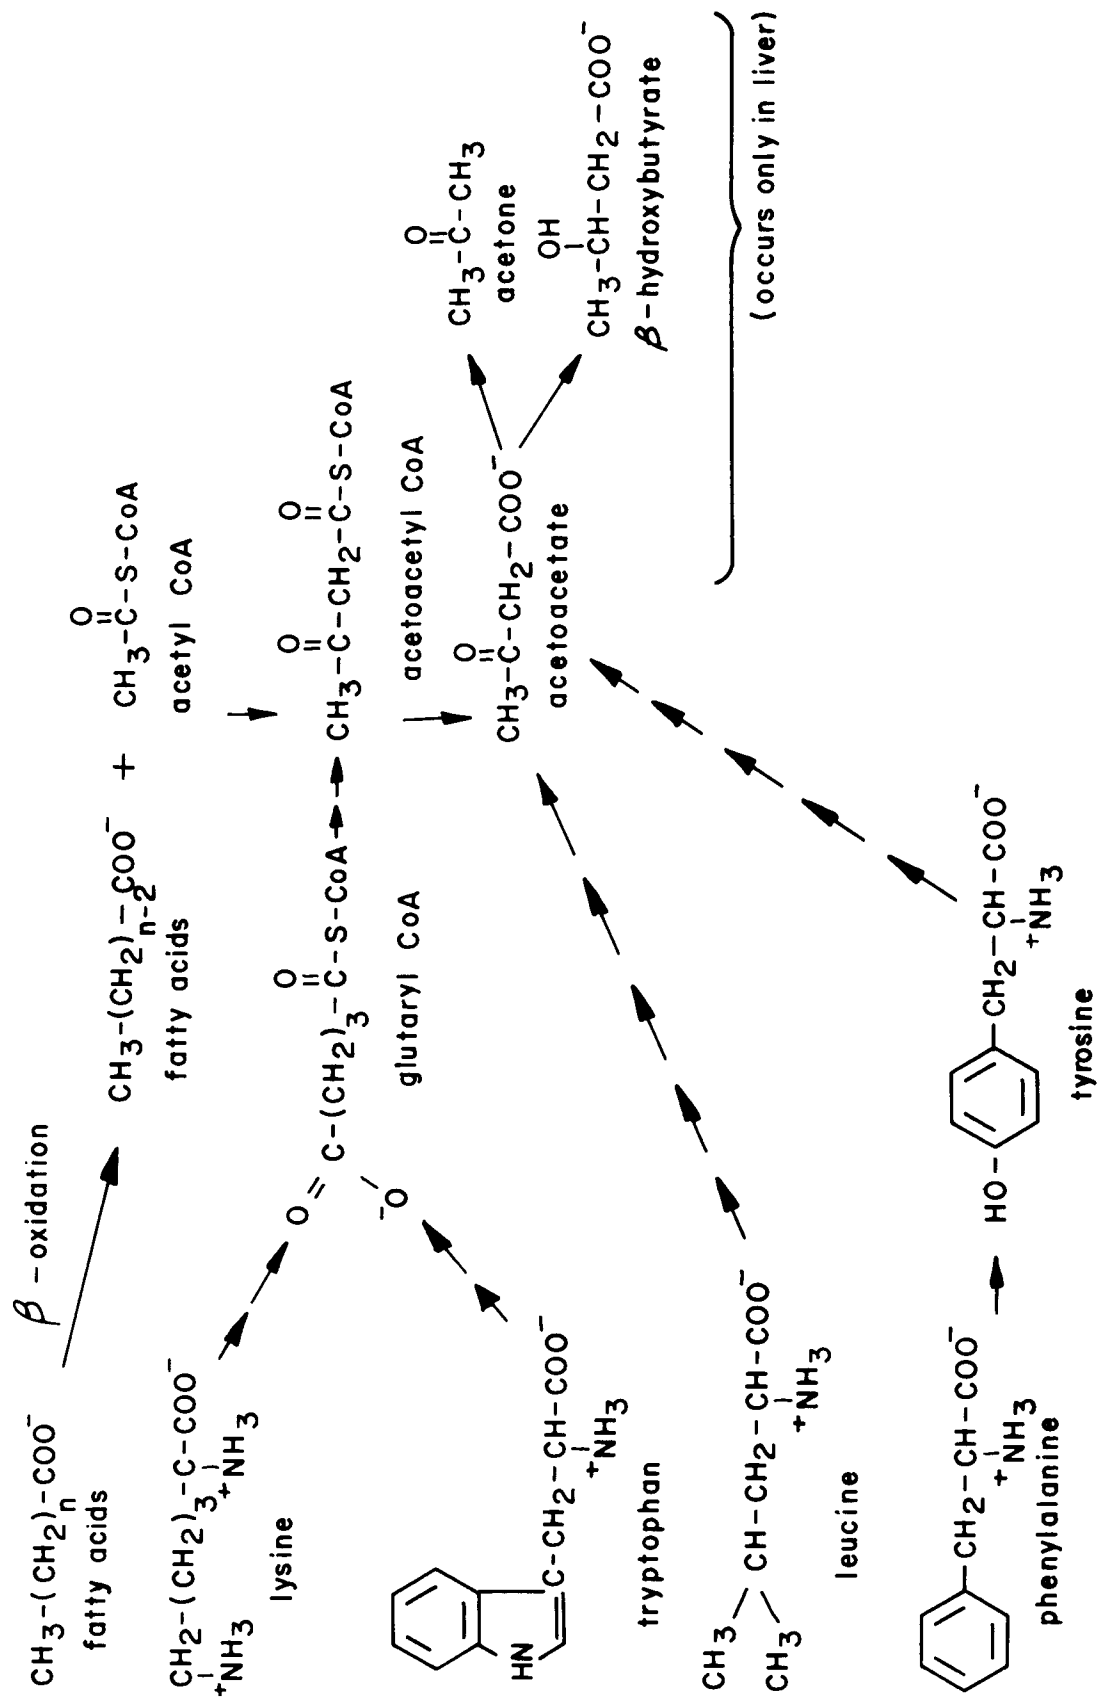 β-oxidation
CH3-(CH2)n-COO-
fatty acids
CH3-(CH2)n-2-COO-
fatty acids
+
O
CH3-C-S-CoA
acetyl CoA
CH2-(CH2)3-C-COO-
+NH3
+NH3
lysine
O
O
-O
C-(CH2)3-C-S-CoA
glutaryl CoA
O
O
CH3-C-CH2-C-S-CoA
acetoacetyl CoA
HN
C-CH2-CH-COO-
+NH3
tryptophan
O
CH3-C-CH2-COO-
acetoacetate
O
CH3-C-CH3
acetone
OH
CH3-CH-CH2-COO-
β-hydroxybutyrate
(occurs only in liver)
CH3
CH3
CH-CH2-CH-COO-
+NH3
leucine
CH2-CH-COO-
+NH3
phenylalanine
HO-
CH2-CH-COO-
+NH3
tyrosine